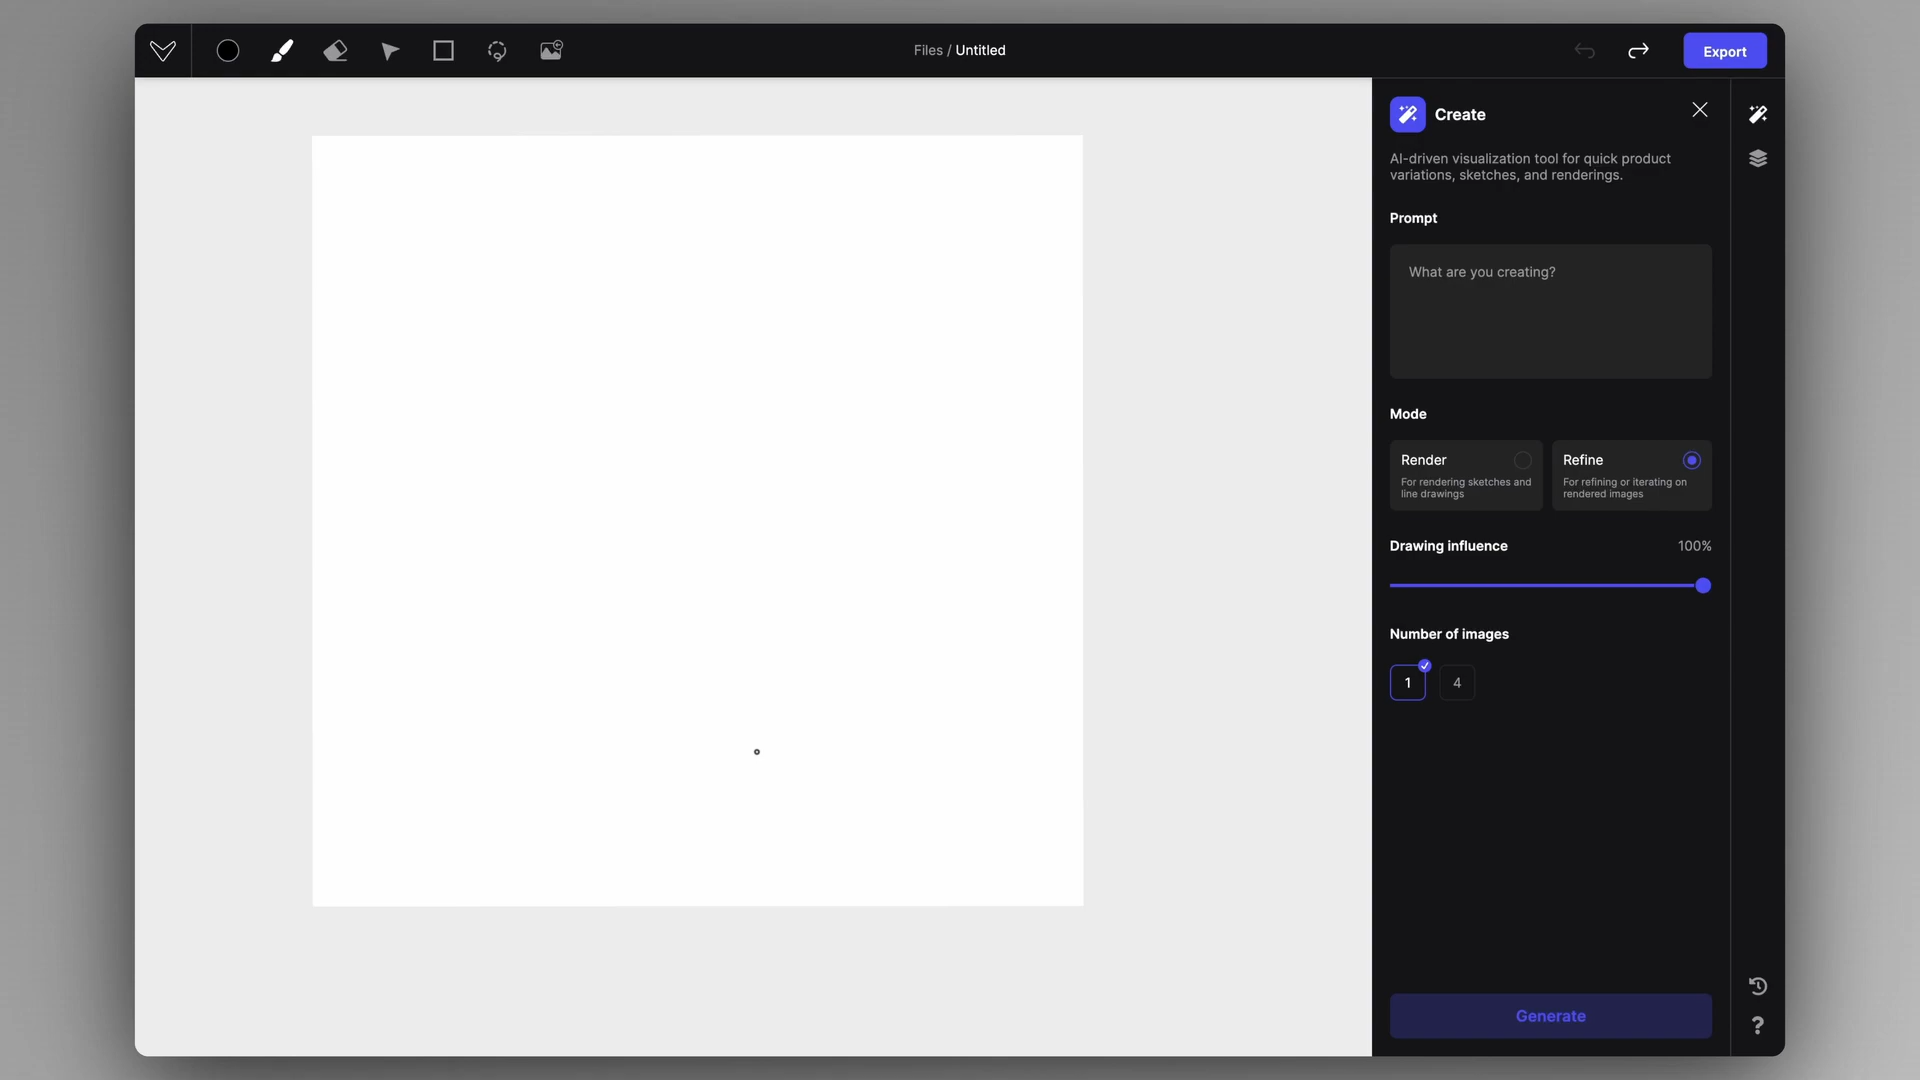 Files / Untitled
Export
Create
AI-driven visualization tool for quick product
variations, sketches, and renderings.
Prompt
What are you creating?
Mode
Render
For rendering sketches and
line drawings
Refine
For refining or iterating on
rendered images
Drawing influence
100%
Number of images
1
4
Generate
?